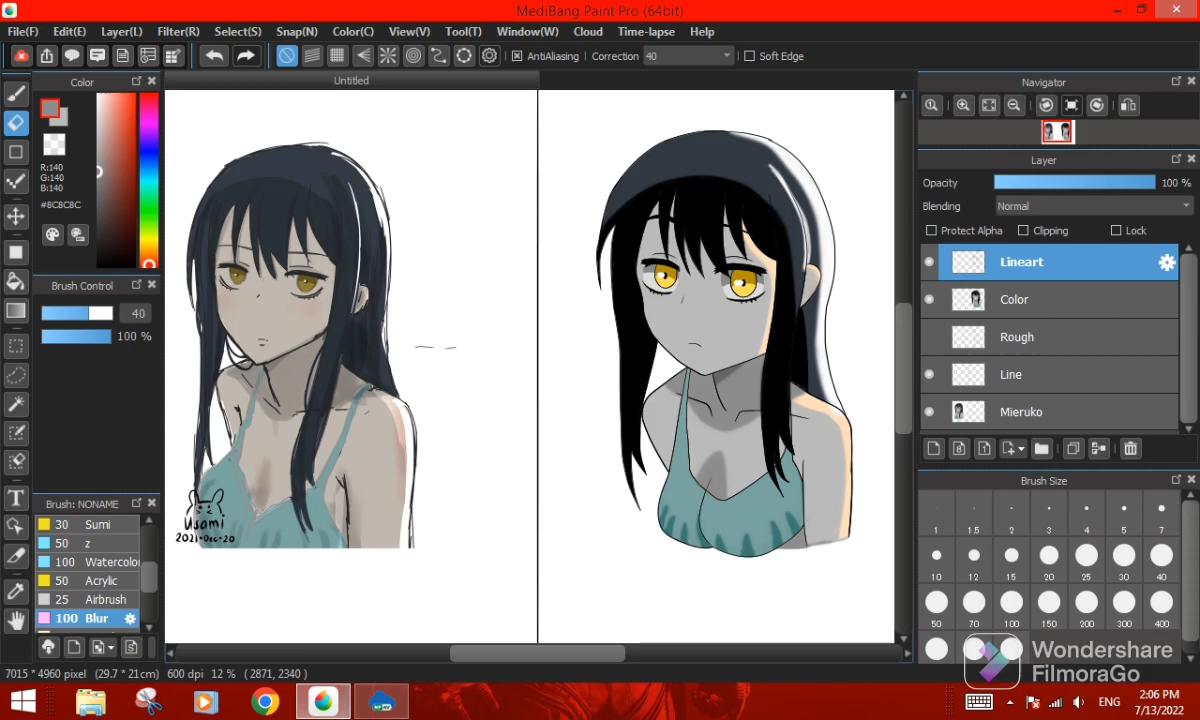 MediBang Paint Pro (64bit)
File(F) Edit(E) Layer(L) Filter(R) Select(S) Snap(N) Color(C) View(V) Tool(T) Window(W) Cloud Time-lapse Help
AntiAliasing Correction 40 Soft Edge
Color
Untitled
Navigator
R:140
G:140
B:140
#8C8C8C
Layer
Opacity 100 %
Blending Normal
Protect Alpha Clipping Lock
Lineart
Color
Rough
Line
Mieruko
Brush Control
40
100 %
Brush: NONAME
30 Sumi
50 z
100 Watercolo
50 Acrylic
25 Airbrush
100 Blur
Usami
2021-Dec-20
Brush Size
1 1.5 2 3 4 5 7
10 12 15 20 25 30 40
50 70 100 150 200 300 400
Wondershare
FilmoraGo
7015 * 4960 pixel (29.7 * 21cm) 600 dpi 12 % ( 2871, 2340 )
ENG
2:06 PM
7/13/2022